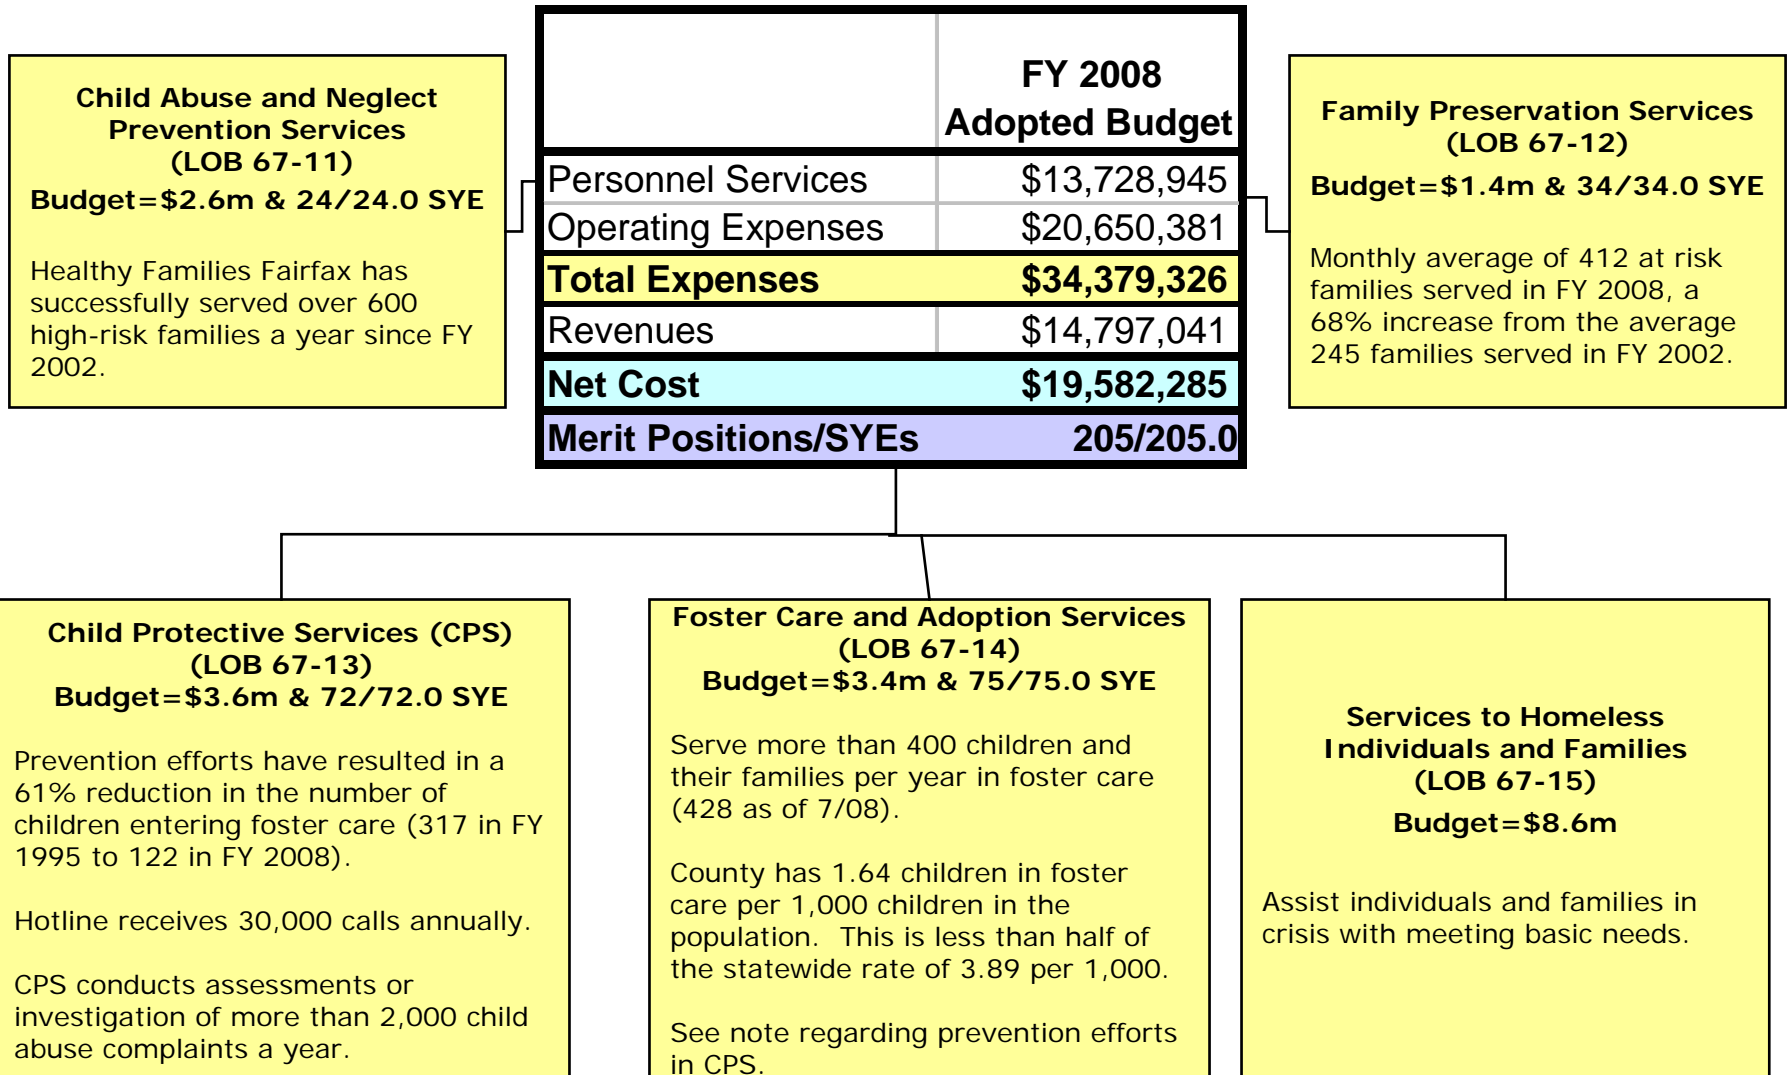 Child Abuse and Neglect
Prevention Services
(LOB 67-11)
Budget=$2.6m & 24/24.0 SYE
Healthy Families Fairfax has
successfully served over 600
high-risk families a year since FY
2002.
FY 2008
Adopted Budget
Personnel Services $13,728,945
Operating Expenses $20,650,381
Total Expenses $34,379,326
Revenues $14,797,041
Net Cost $19,582,285
Merit Positions/SYEs 205/205.0
Family Preservation Services
(LOB 67-12)
Budget=$1.4m & 34/34.0 SYE
Monthly average of 412 at risk
families served in FY 2008, a
68% increase from the average
245 families served in FY 2002.
Child Protective Services (CPS)
(LOB 67-13)
Budget=$3.6m & 72/72.0 SYE
Prevention efforts have resulted in a
61% reduction in the number of
children entering foster care (317 in FY
1995 to 122 in FY 2008).
Hotline receives 30,000 calls annually.
CPS conducts assessments or
investigation of more than 2,000 child
abuse complaints a year.
Foster Care and Adoption Services
(LOB 67-14)
Budget=$3.4m & 75/75.0 SYE
Serve more than 400 children and
their families per year in foster care
(428 as of 7/08).
County has 1.64 children in foster
care per 1,000 children in the
population.  This is less than half of
the statewide rate of 3.89 per 1,000.
See note regarding prevention efforts
in CPS.
Services to Homeless
Individuals and Families
(LOB 67-15)
Budget=$8.6m
Assist individuals and families in
crisis with meeting basic needs.